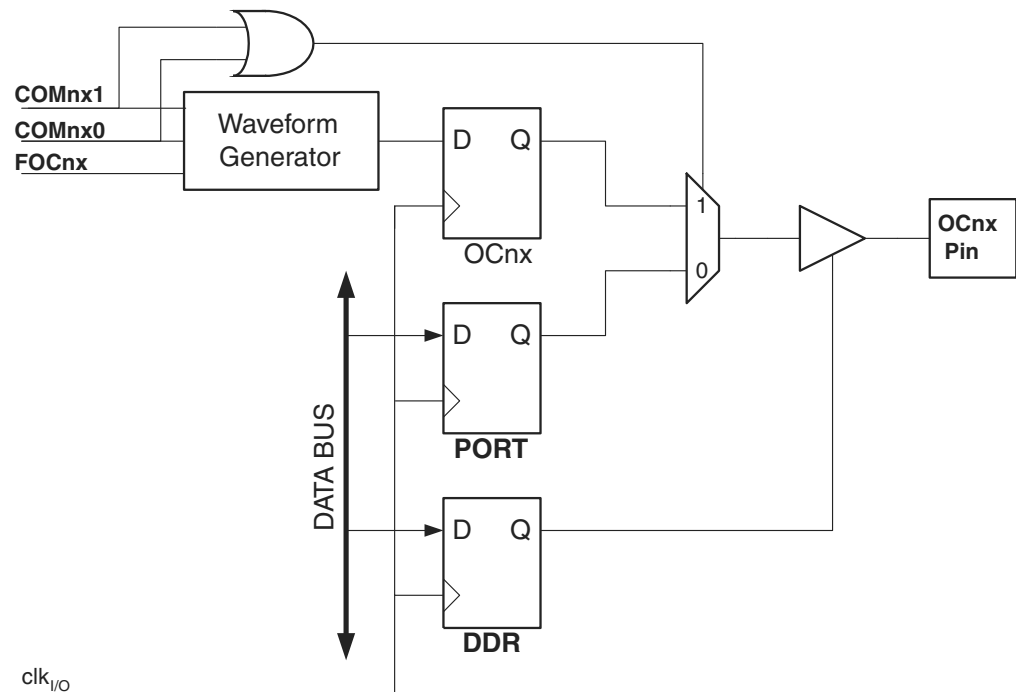 COMnx1
COMnx0
FOCnx
Waveform
Generator
D Q
OCnx
1
0
OCnx
Pin
D Q
PORT
DATA BUS
D Q
DDR
clkI/O